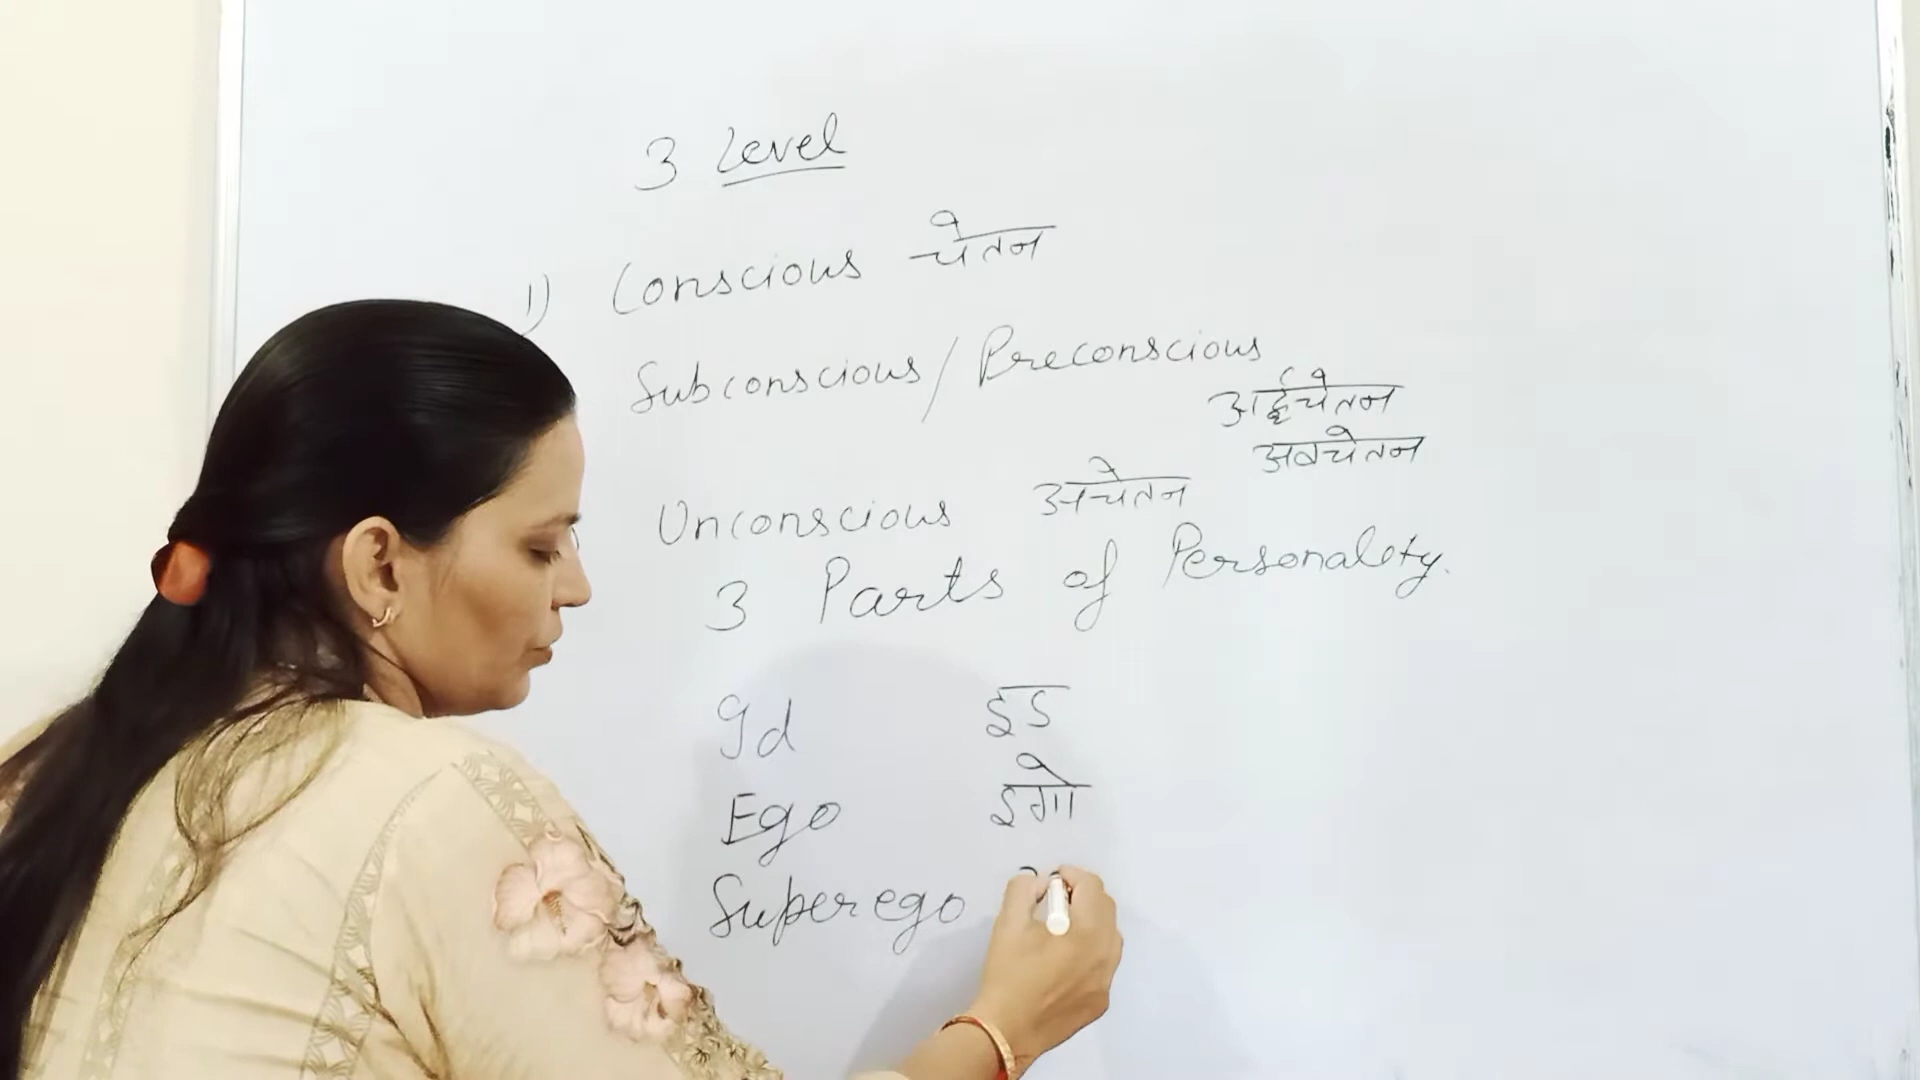 3 Level
1) Conscious चेतन
Subconscious/Preconscious
अर्द्धचेतन
अवचेतन
Unconscious अचेतन
3 Parts of Personality.
Id इड
Ego इगो
Superego